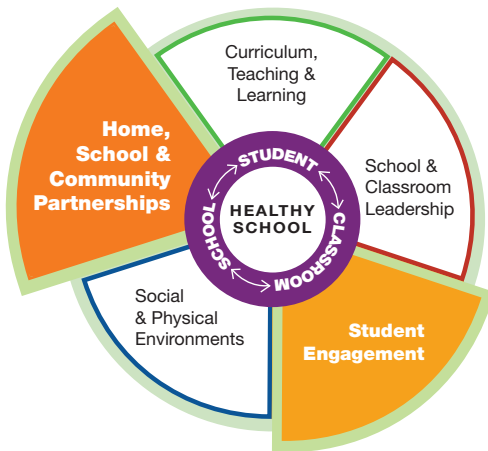 Curriculum,
Teaching &
Learning
Home,
School &
Community
Partnerships
School &
Classroom
Leadership
STUDENT
CLASSROOM
SCHOOL
HEALTHY
SCHOOL
Social
& Physical
Environments
Student
Engagement